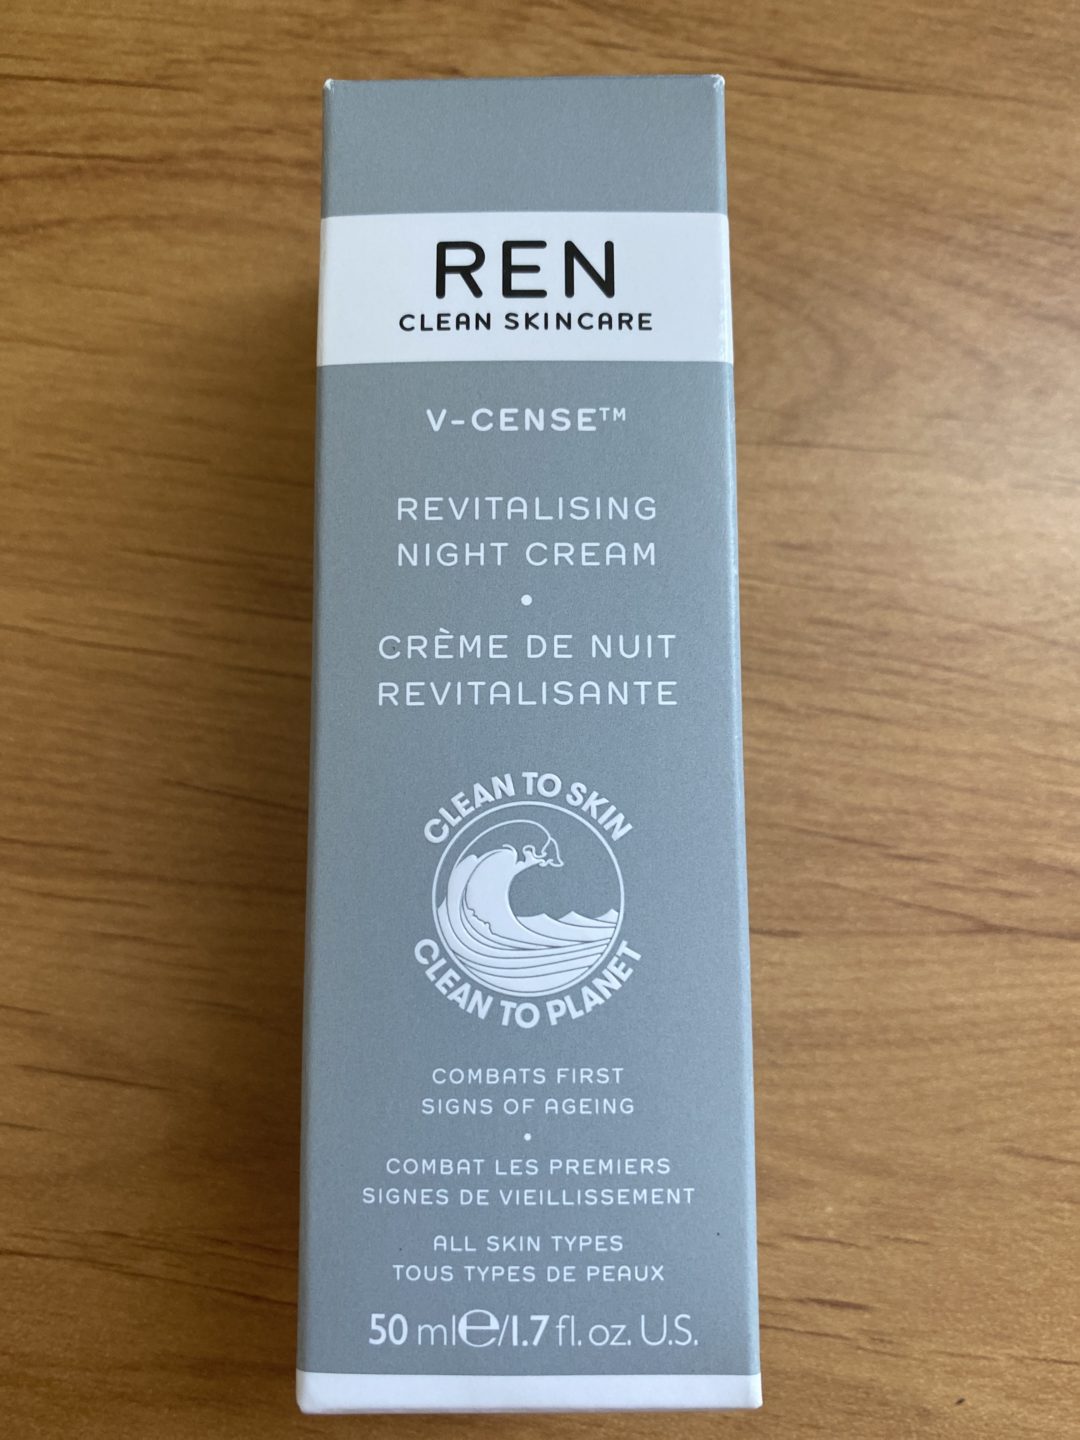 REN
CLEAN SKINCARE
V-CENSE™
REVITALISING
NIGHT CREAM
•
CRÈME DE NUIT
REVITALISANTE
CLEAN TO SKIN
CLEAN TO PLANET
COMBATS FIRST
SIGNS OF AGEING
•
COMBAT LES PREMIERS
SIGNES DE VIEILLISSEMENT
ALL SKIN TYPES
TOUS TYPES DE PEAUX
50 ml℮/1.7 fl. oz. U.S.